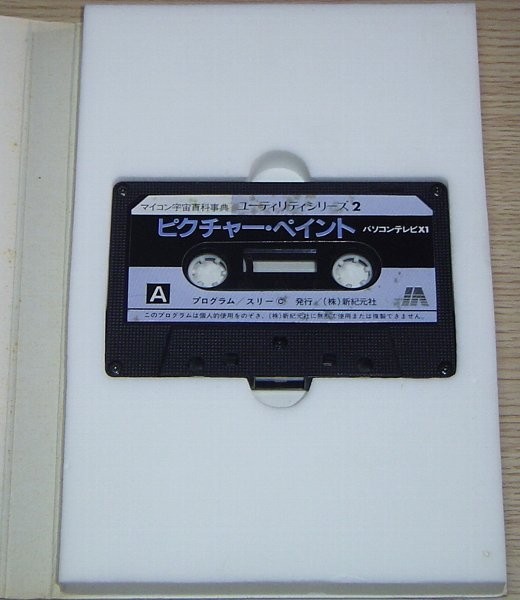 マイコン宇宙百科事典 ユーティリティシリーズ2
ピクチャー・ペイント パソコンテレビX1
A
プログラム/スリーC 発行/(株)新紀元社
このプログラムは個人的使用をのぞき、(株)新紀元社に無断で使用または複製できません。